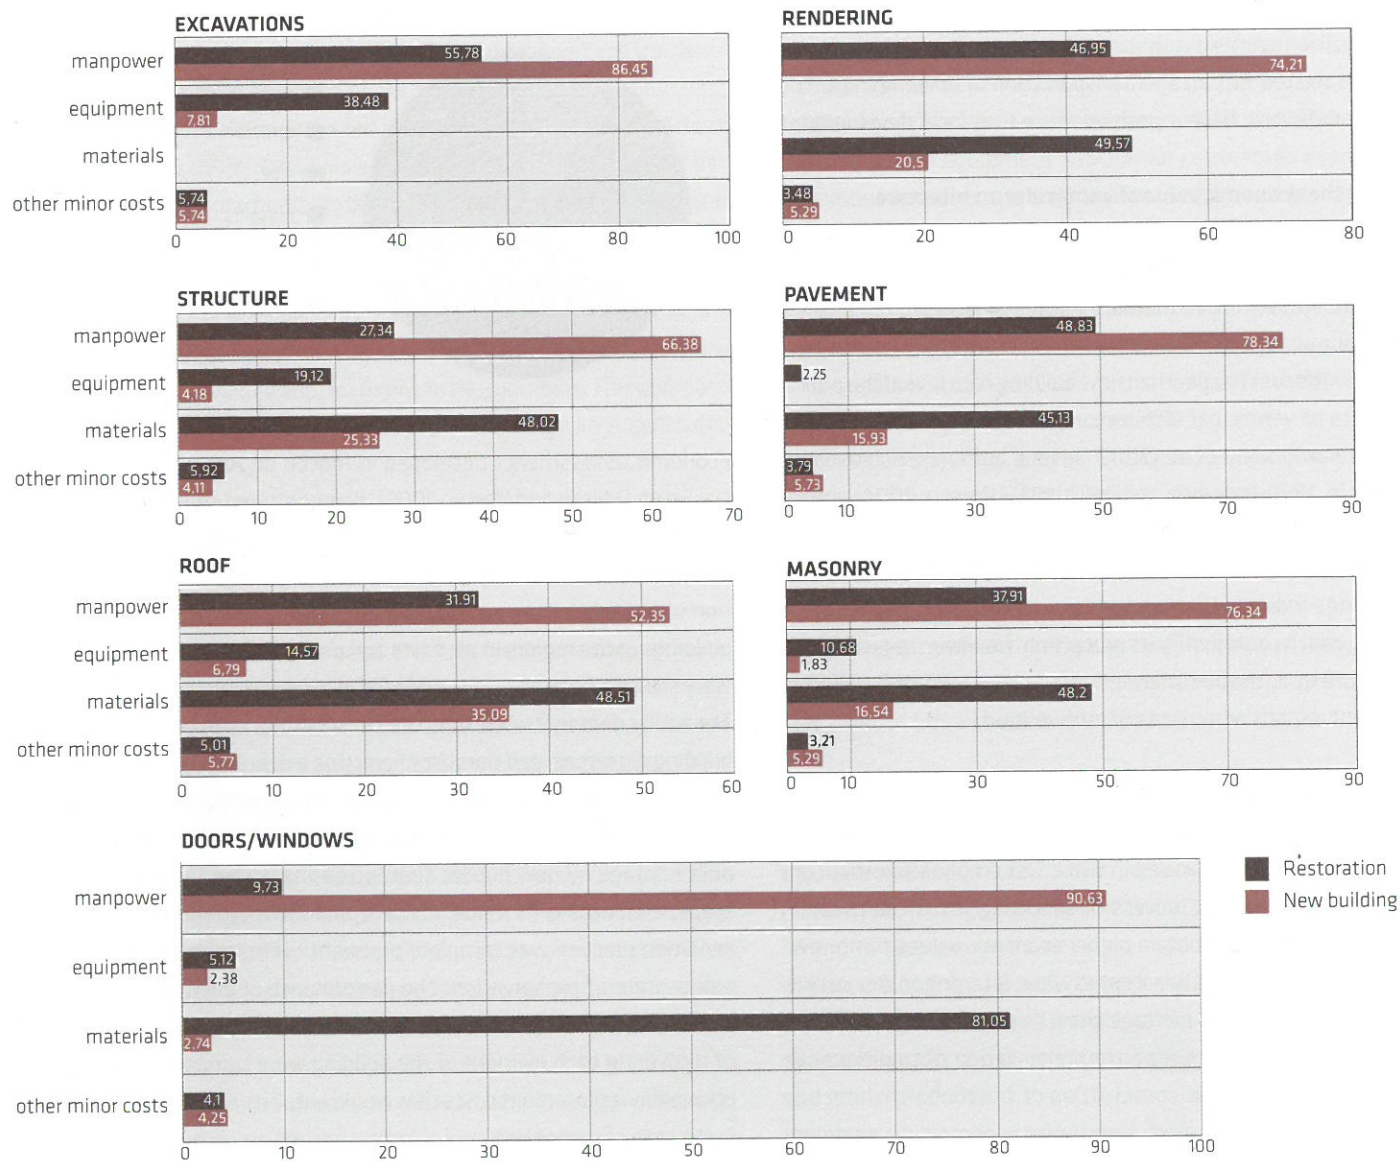 EXCAVATIONS
manpower 55,78
86,45
equipment 38,48
7,81
materials
other minor costs 5,74
5,74
0 20 40 60 80 100
RENDERING
46,95
74,21
49,57
20,5
3,48
5,29
0 20 40 60 80
STRUCTURE
manpower 27,34
66,38
equipment 19,12
4,18
materials 48,02
25,33
other minor costs 5,92
4,11
0 10 20 30 40 50 60 70
PAVEMENT
48,83
78,34
2,25
45,13
15,93
3,79
5,73
0 10 30 50 70 90
ROOF
manpower 31.91
52,35
equipment 14,57
6,79
materials 48,51
35,09
other minor costs 5,01
5,77
0 10 20 30 40 50 60
MASONRY
37,91
76,34
10,68
1,83
48,2
16,54
3,21
5,29
0 10 30 50 70 90
DOORS/WINDOWS
manpower 9,73
90,63
equipment 5,12
2,38
materials 81,05
2,74
other minor costs 4,1
4,25
0 10 20 30 40 50 60 70 80 90 100
Restoration
New building